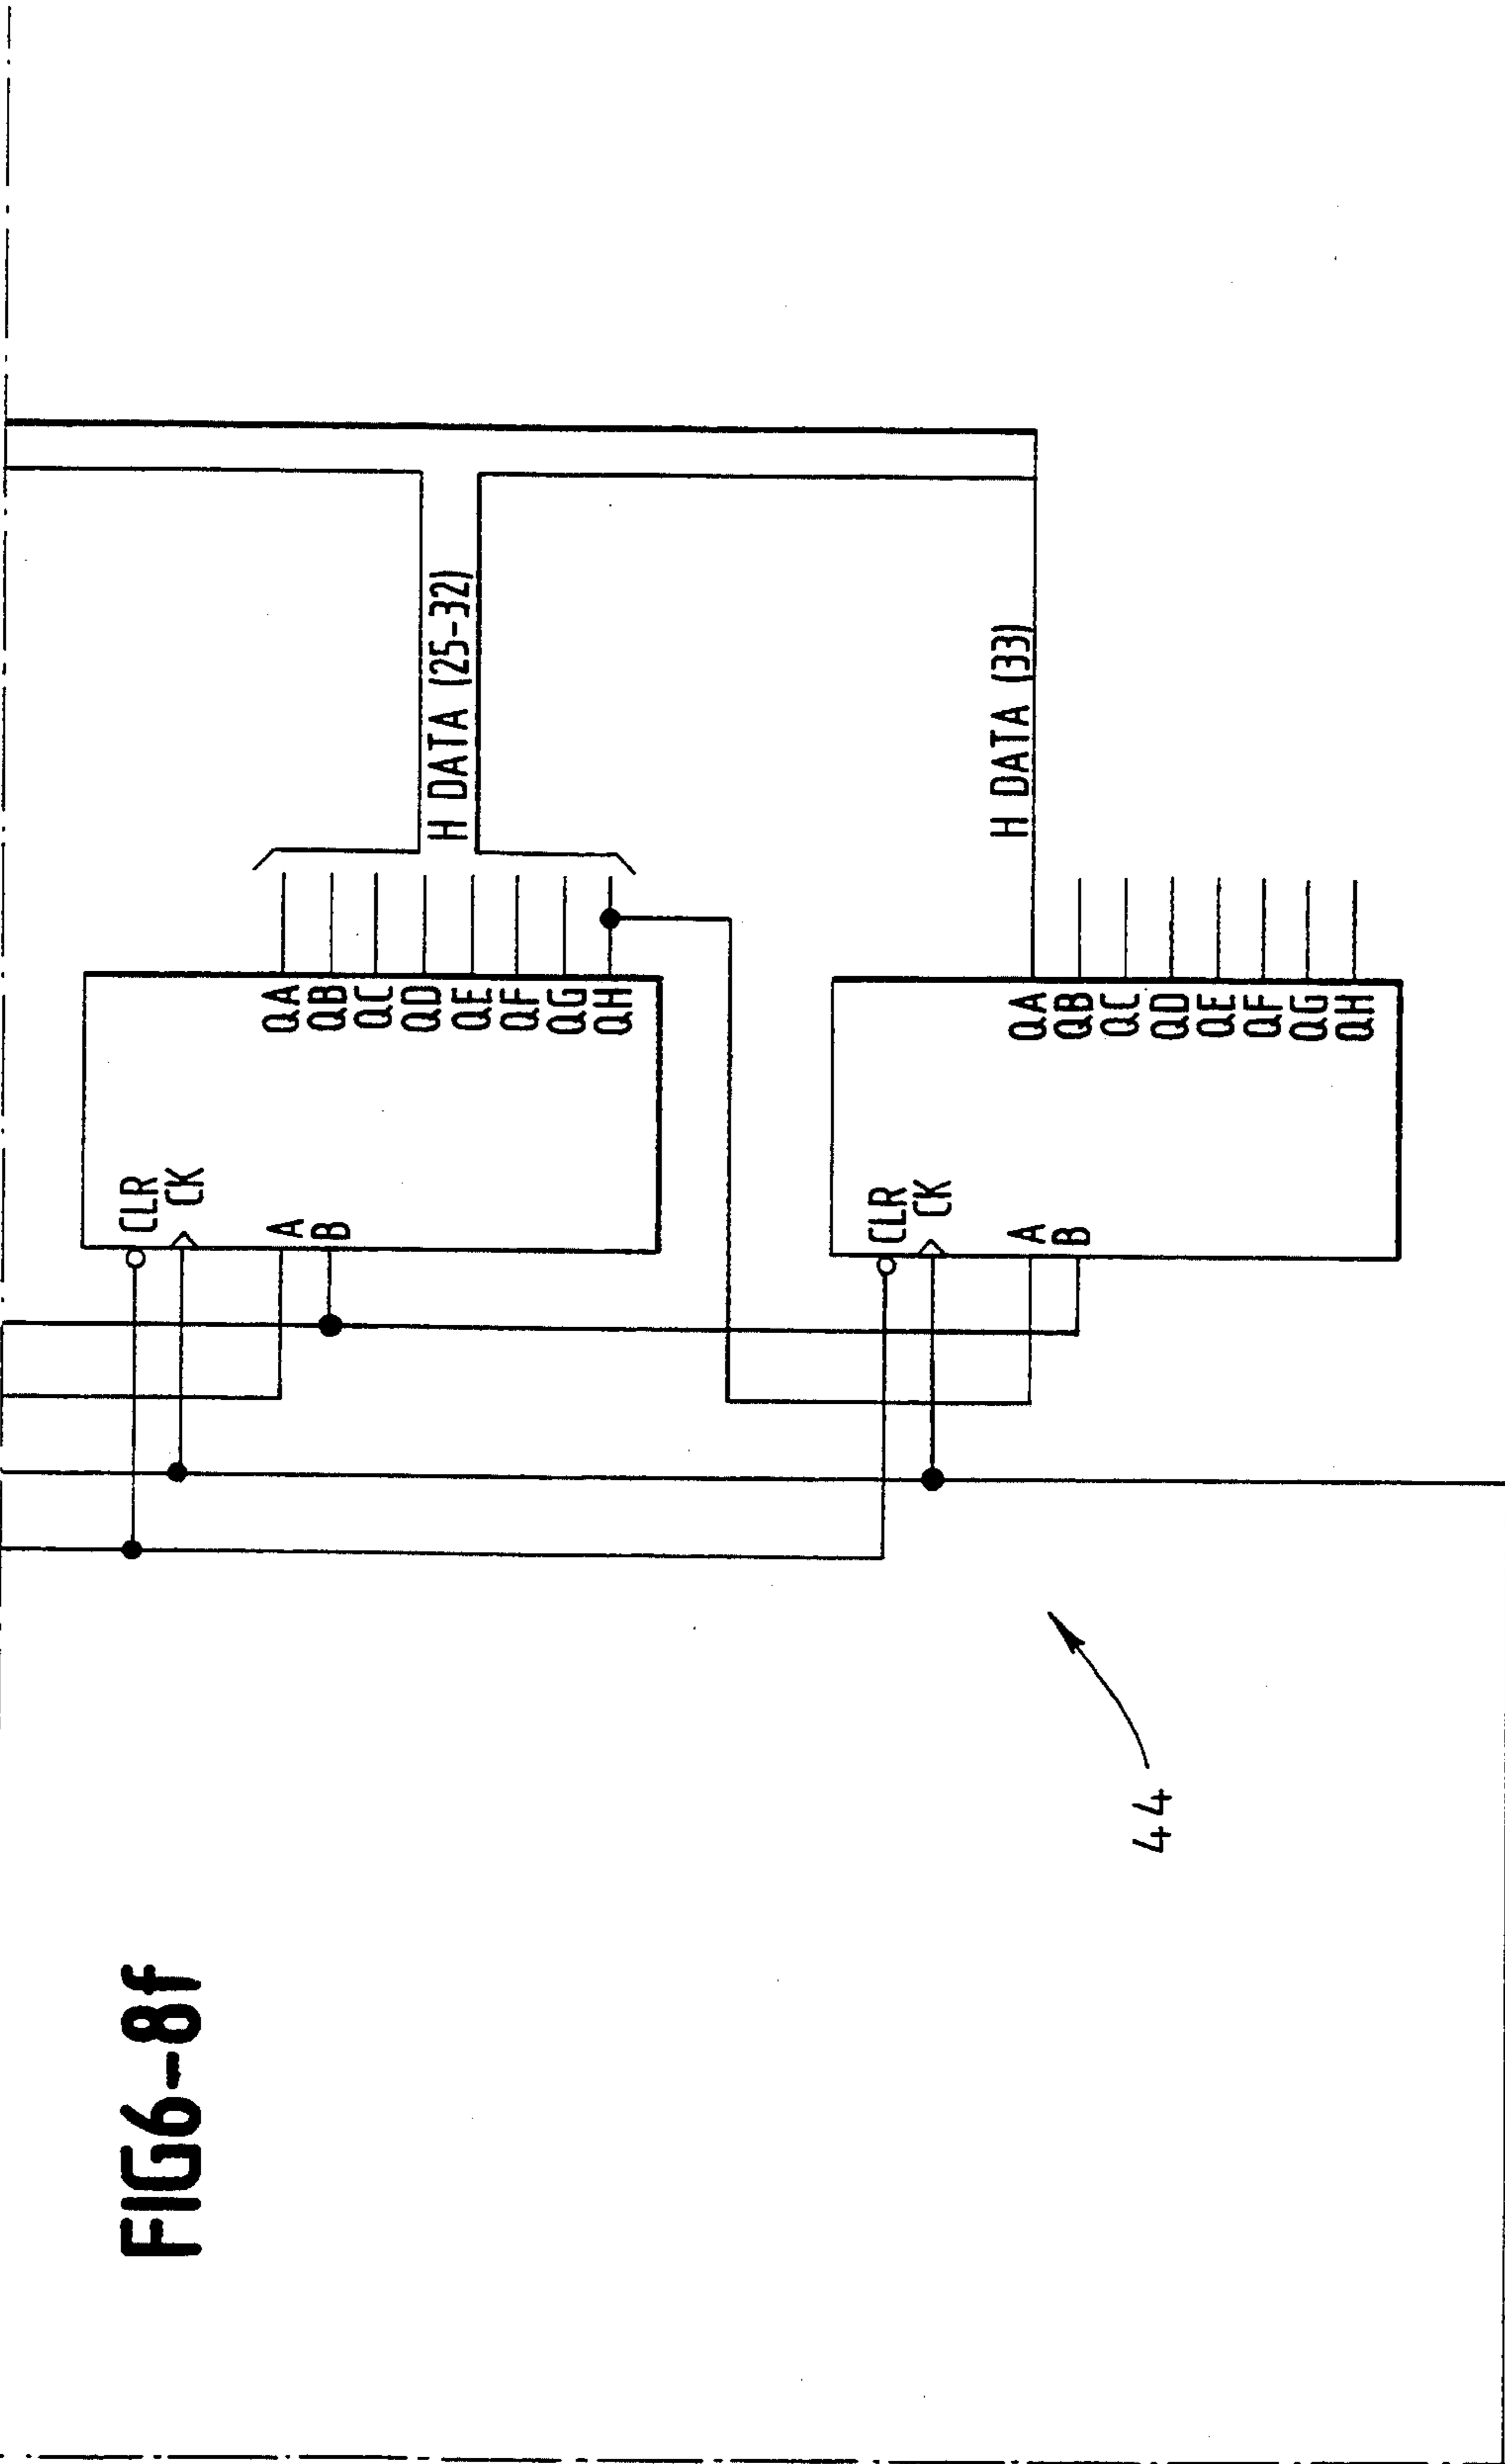 FIG6-8f
CLR
CK
A
B
QA
QB
QC
QD
QE
QF
QG
QH
H DATA (25-32)
CLR
CK
A
B
QA
QB
QC
QD
QE
QF
QG
QH
H DATA (33)
44